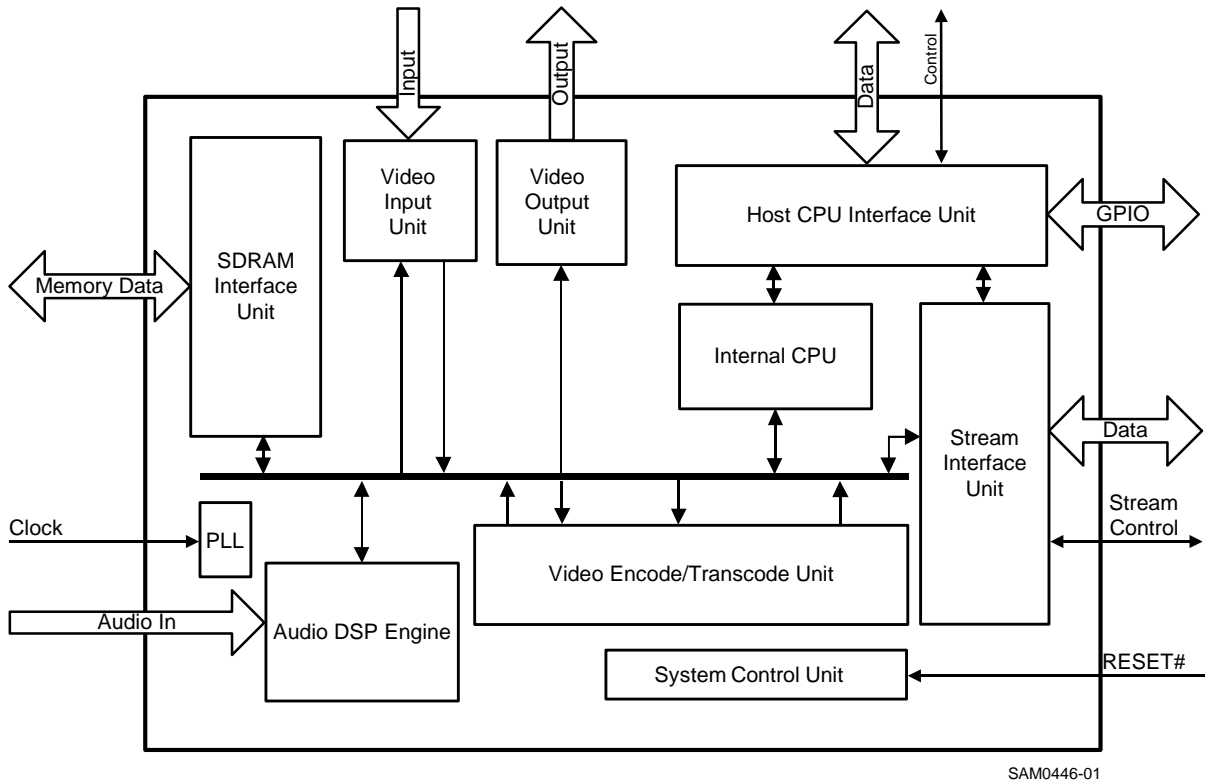 Input
Output
Data
Control
Video
Input
Unit
Video
Output
Unit
Host CPU Interface Unit
GPIO
SDRAM
Interface
Unit
Memory Data
Internal CPU
Stream
Interface
Unit
Data
Clock
PLL
Stream
Control
Video Encode/Transcode Unit
Audio In
Audio DSP Engine
System Control Unit
RESET#
SAM0446-01